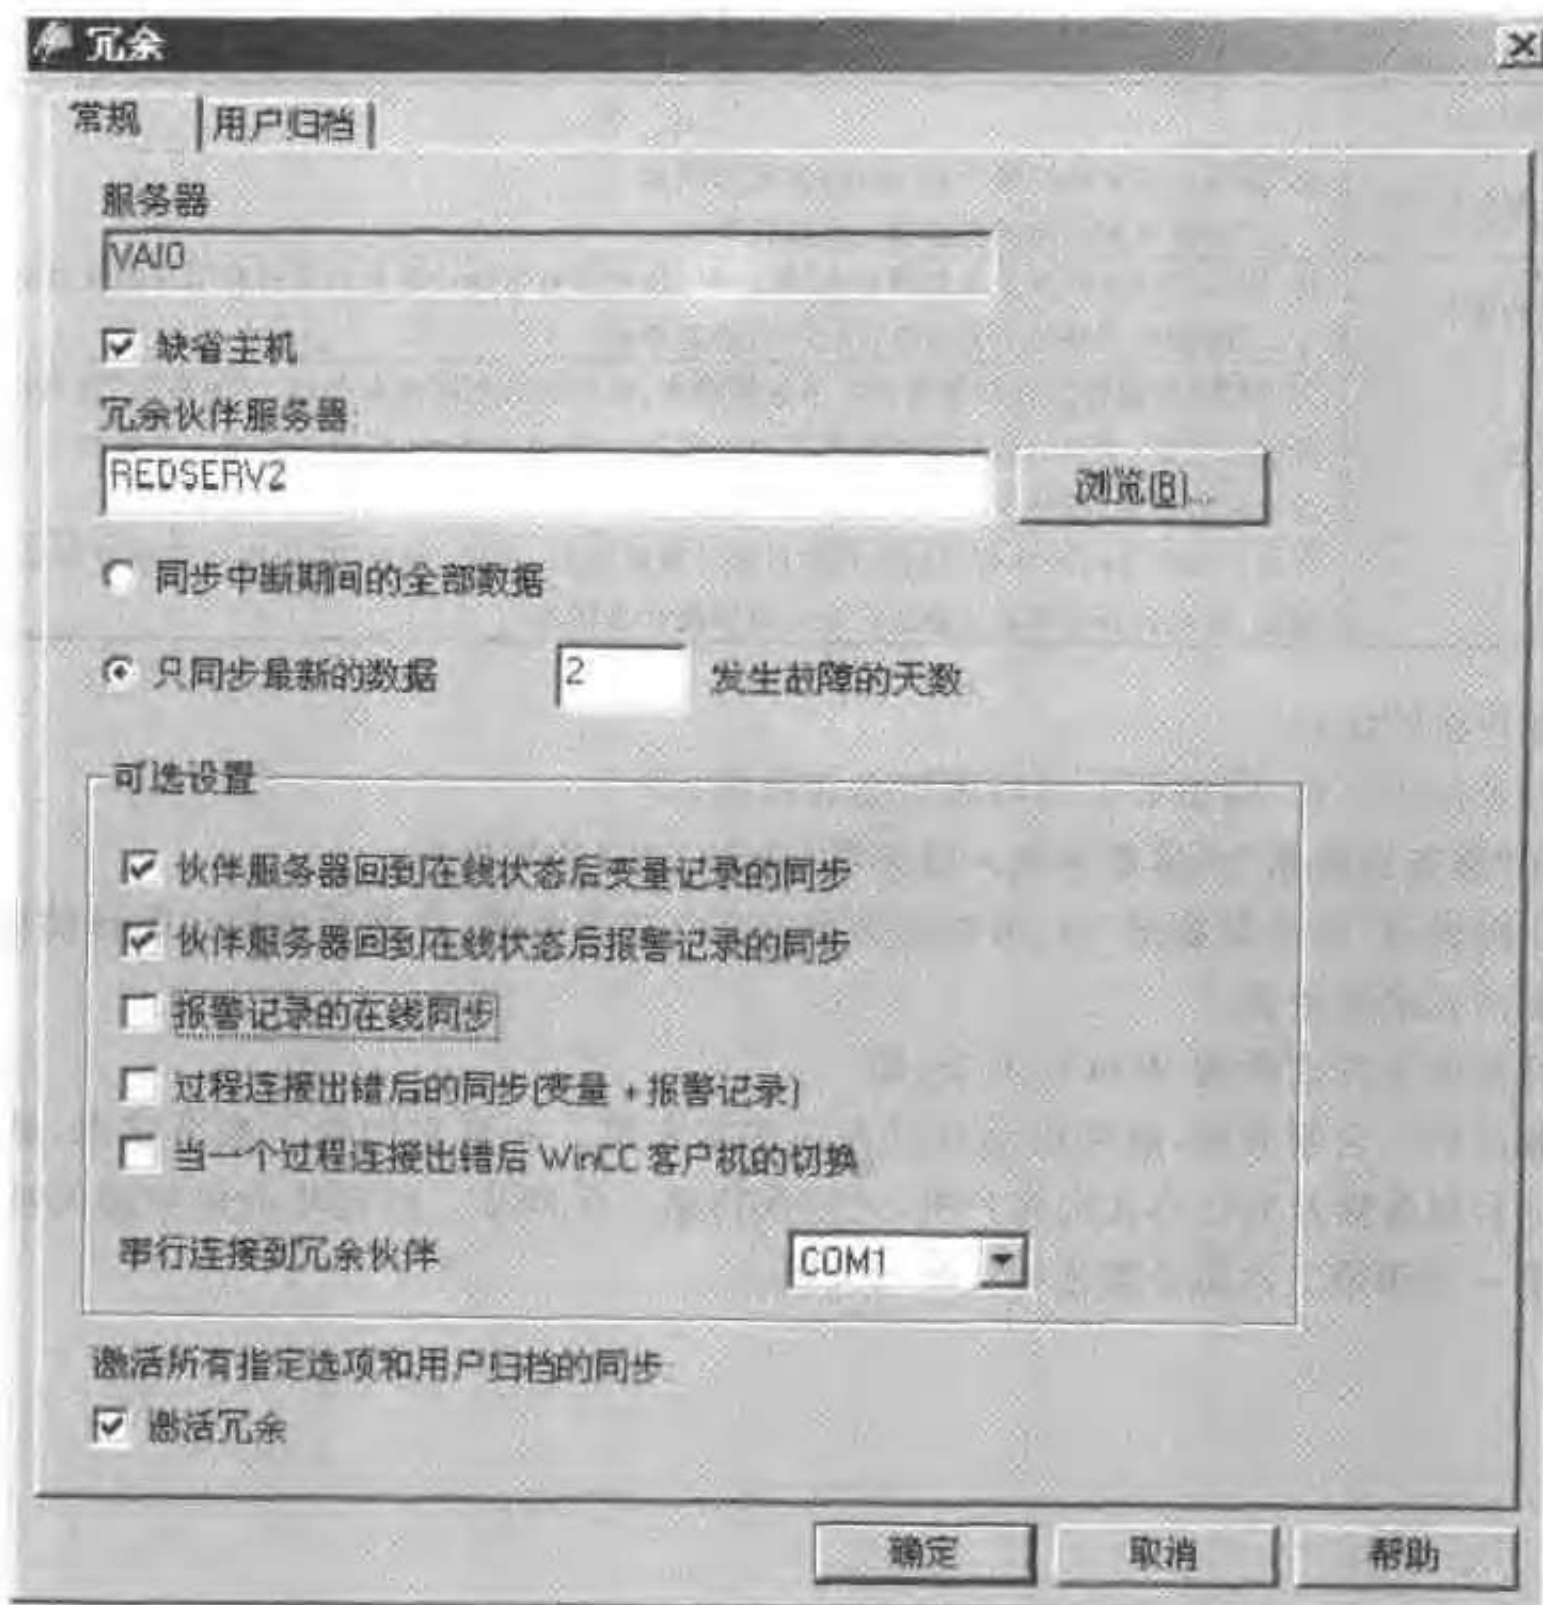 冗余
常规 用户归档
服务器
VAIO
缺省主机
冗余伙伴服务器:
REDSERV2 浏览(B)...
同步中断期间的全部数据
只同步最新的数据 2 发生故障的天数
可选设置
伙伴服务器回到在线状态后变量记录的同步
伙伴服务器回到在线状态后报警记录的同步
报警记录的在线同步
过程连接出错后的同步(变量 + 报警记录)
当一个过程连接出错后 WinCC 客户机的切换
串行连接到冗余伙伴 COM1
激活所有指定选项和用户归档的同步
激活冗余
确定 取消 帮助